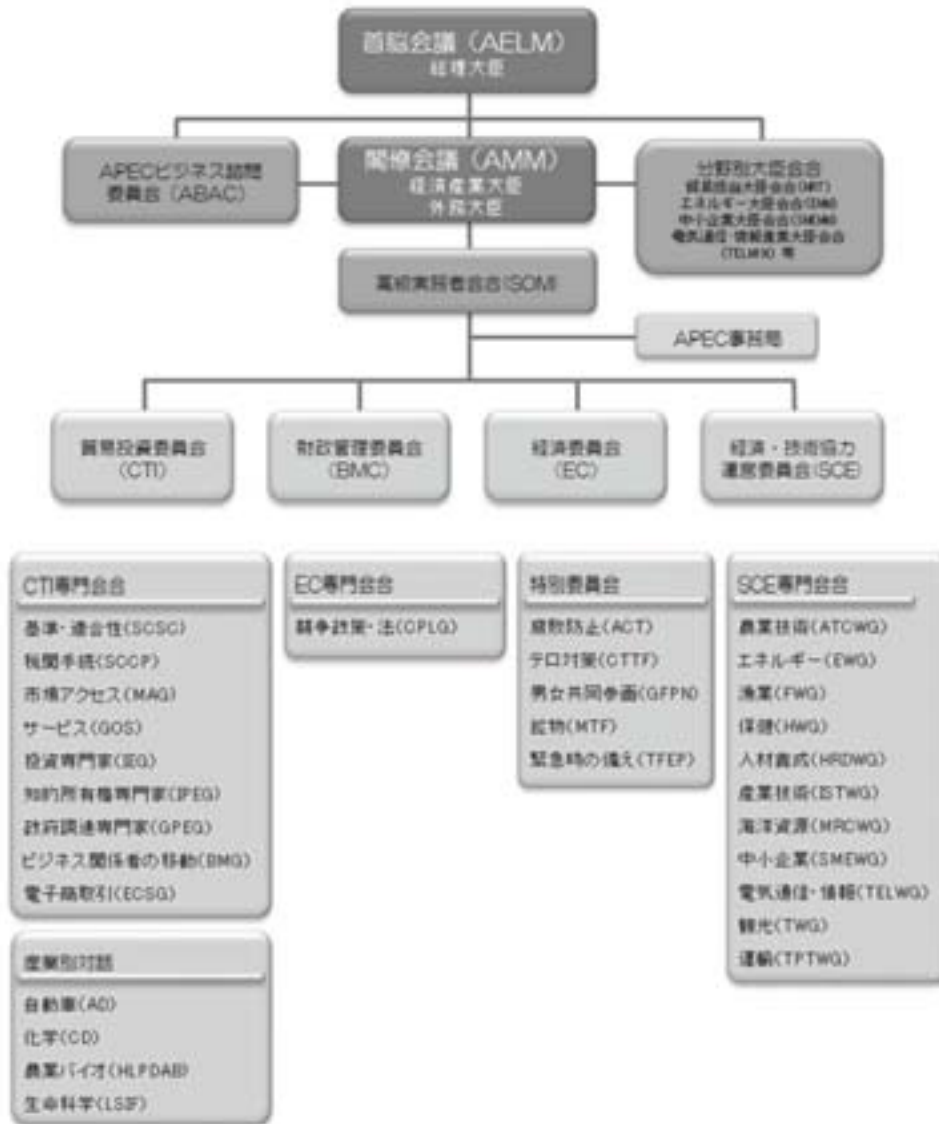 首脳会議（AELM）
総理大臣
APECビジネス諮問
委員会（ABAC）
閣僚会議（AMM）
経済産業大臣
外務大臣
分野別大臣会合
貿易担当大臣会合(MRT)
エネルギー大臣会合(EMM)
中小企業大臣会合(SMEMM)
電気通信・情報産業大臣会合
(TELMIN) 等
高級実務者会合(SOM)
APEC事務局
貿易投資委員会
(CTI)
財政管理委員会
(BMC)
経済委員会
(EC)
経済・技術協力
運営委員会(SCE)
CTI専門会合
基準・適合性(SCSC)
税関手続(SCCP)
市場アクセス(MAG)
サービス(GOS)
投資専門家(IEG)
知的所有権専門家(IPEG)
政府調達専門家(GPEG)
ビジネス関係者の移動(BMG)
電子商取引(ECSG)
産業別対話
自動車(AD)
化学(CD)
農業バイオ(HLPDAB)
生命科学(LSIF)
EC専門会合
競争政策・法(CPLG)
特別委員会
腐敗防止(ACT)
テロ対策(CTTF)
男女共同参画(GFPN)
鉱物(MTF)
緊急時の備え(TFEP)
SCE専門会合
農業技術(ATCWG)
エネルギー(EWG)
漁業(FWG)
保健(HWG)
人材養成(HRDWG)
産業技術(ISTWG)
海洋資源(MRCWG)
中小企業(SMEWG)
電気通信・情報(TELWG)
観光(TWG)
運輸(TPTWG)